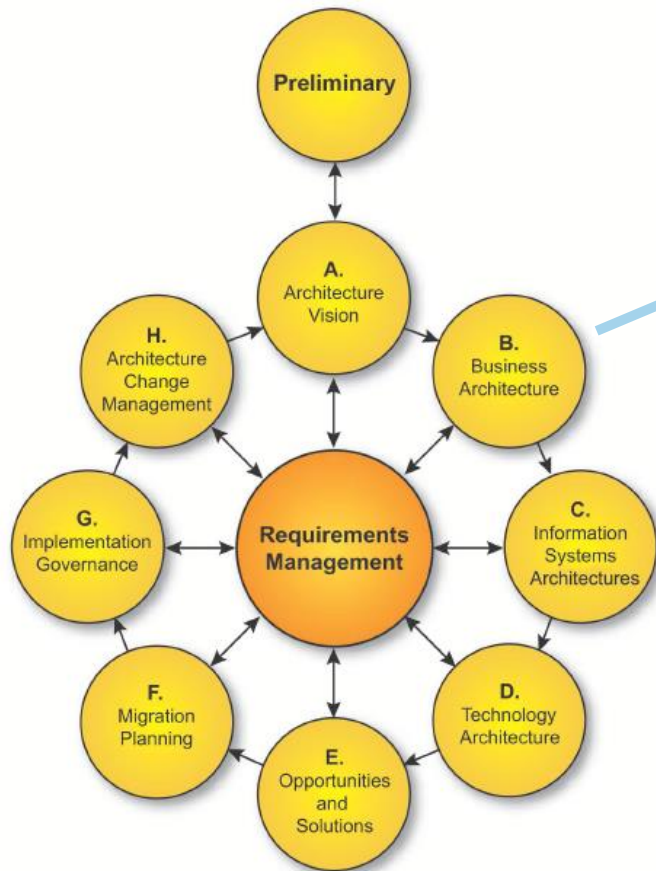 Preliminary
A.
Architecture
Vision
B.
Business
Architecture
C.
Information
Systems
Architectures
D.
Technology
Architecture
E.
Opportunities
and
Solutions
F.
Migration
Planning
G.
Implementation
Governance
H.
Architecture
Change
Management
Requirements
Management